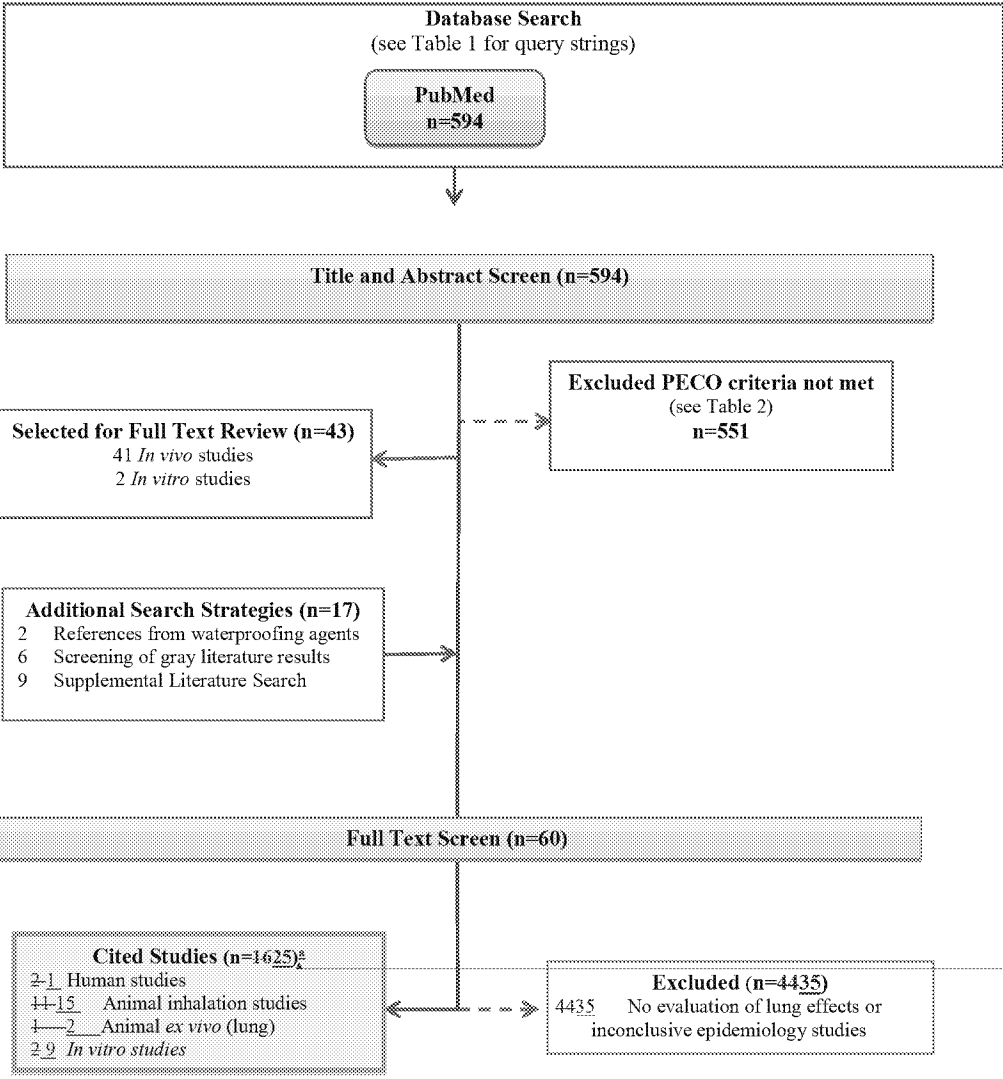 Database Search
(see Table 1 for query strings)
PubMed
n=594
Title and Abstract Screen (n=594)
Excluded PECO criteria not met
(see Table 2)
n=551
Selected for Full Text Review (n=43)
41 In vivo studies
2 In vitro studies
Additional Search Strategies (n=17)
2 References from waterproofing agents
6 Screening of gray literature results
9 Supplemental Literature Search
Full Text Screen (n=60)
Cited Studies (n=1625)a
2 1 Human studies
11 15 Animal inhalation studies
1 2 Animal ex vivo (lung)
2 9 In vitro studies
Excluded (n=4435)
4435 No evaluation of lung effects or
inconclusive epidemiology studies